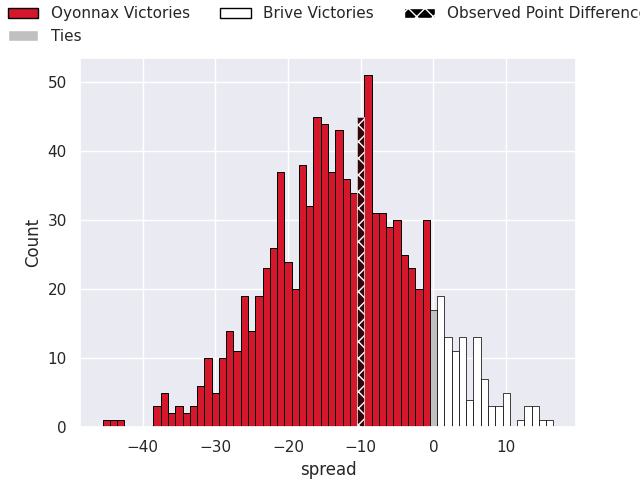 Oyonnax Victories
Brive Victories
Observed Point Difference
Ties
50
40
30
20
10
0
Count
−40
−30
−20
−10
0
10
spread